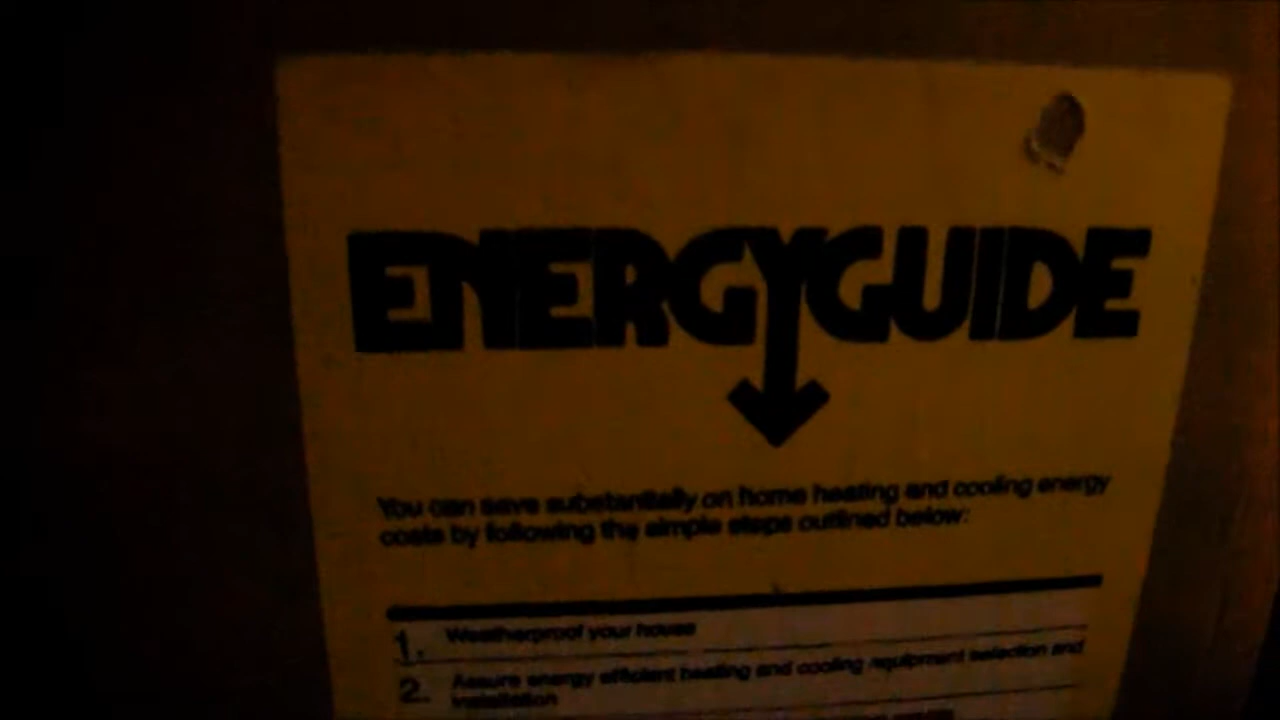 ENERGYGUIDE
You can save substantially on home heating and cooling energy
costs by following the simple steps outlined below:
1. Weatherproof your house
2. Assure energy efficient heating and cooling equipment selection and
installation